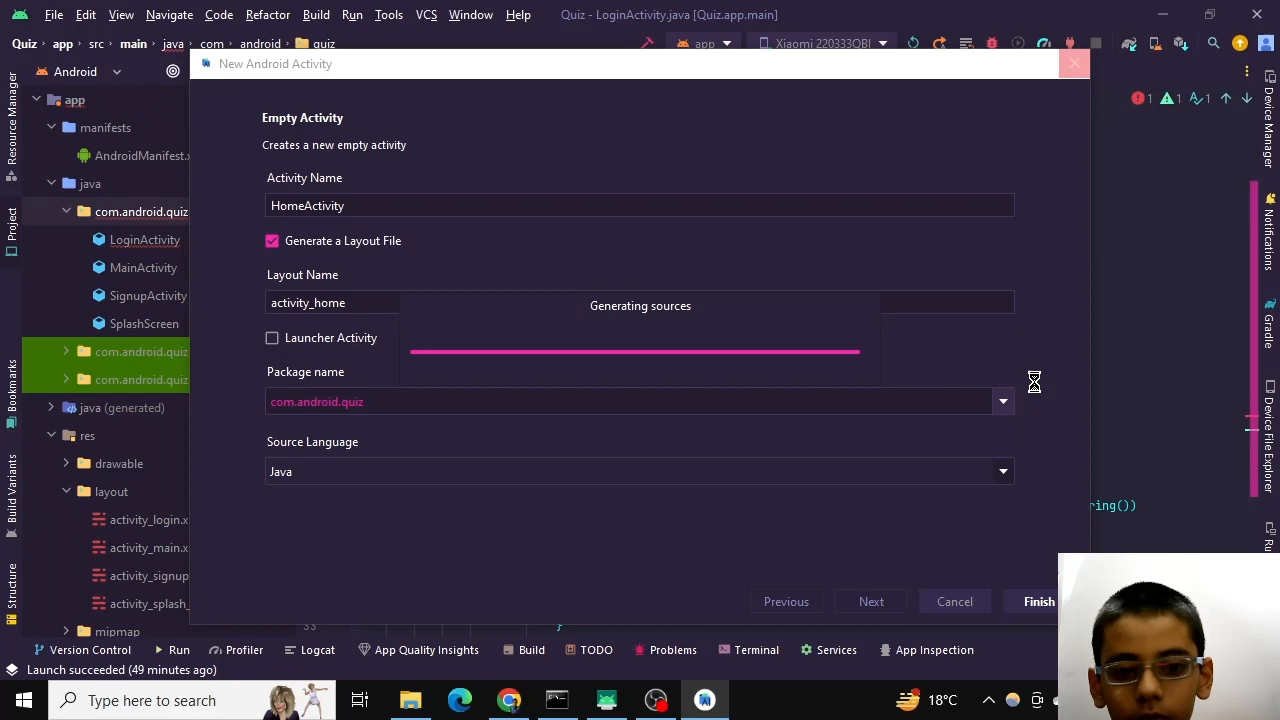 File Edit View Navigate Code Refactor Build Run Tools VCS Window Help Quiz - LoginActivity.java [Quiz.app.main]
Quiz app src main java com android quiz app Xiaomi 220333QBI
Android
New Android Activity
Resource Manager
Project
Bookmarks
Build Variants
Structure
app
manifests
AndroidManifest.x
java
com.android.quiz
LoginActivity
MainActivity
SignupActivity
SplashScreen
com.android.quiz
com.android.quiz
java (generated)
res
drawable
layout
activity_login.x
activity_main.x
activity_signup
activity_splash_
mipmap
Empty Activity
Creates a new empty activity
Activity Name
HomeActivity
Generate a Layout File
Layout Name
activity_home
Generating sources
Launcher Activity
Package name
com.android.quiz
Source Language
Java
Previous Next Cancel Finish
1 1 1
ring())
33 }
Device Manager
Notifications
Gradle
Device File Explorer
Ru
Version Control Run Profiler Logcat App Quality Insights Build TODO Problems Terminal Services App Inspection
Launch succeeded (49 minutes ago)
Type here to search
18°C